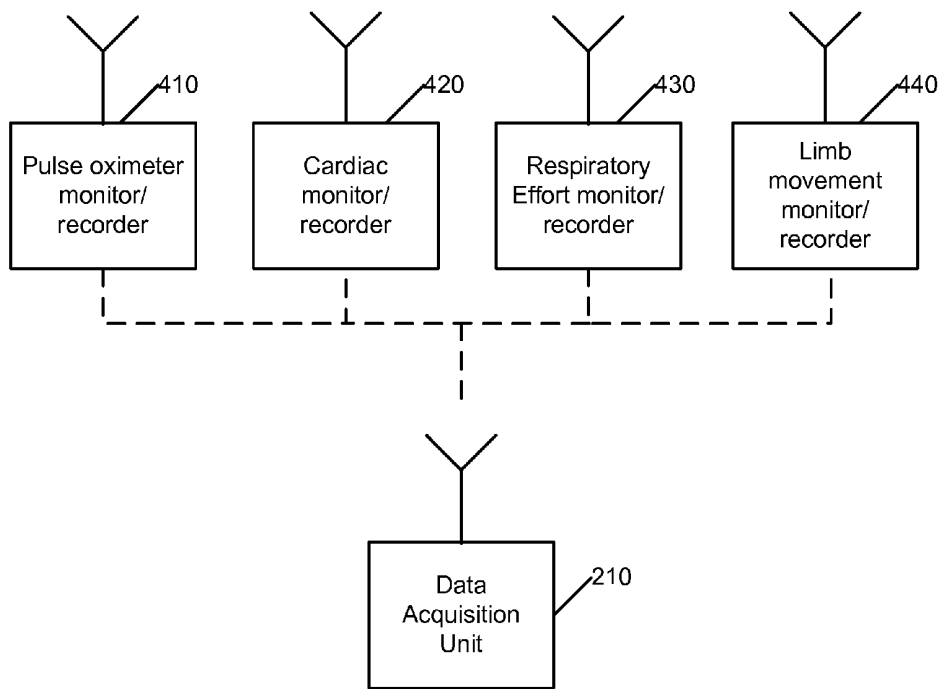 410
420
430
440
Pulse oximeter
monitor/
recorder
Cardiac
monitor/
recorder
Respiratory
Effort monitor/
recorder
Limb
movement
monitor/
recorder
210
Data
Acquisition
Unit